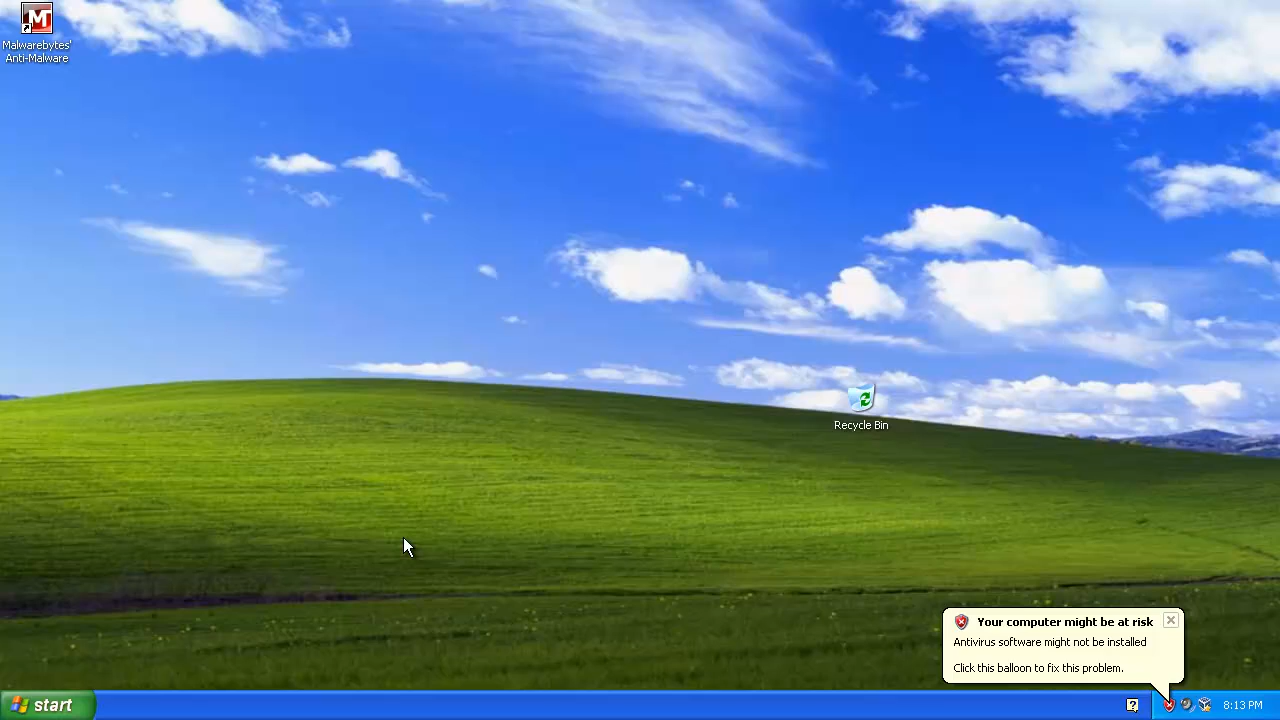 M
Malwarebytes'
Anti-Malware
Recycle Bin
Your computer might be at risk
Antivirus software might not be installed
Click this balloon to fix this problem.
start
?
8:13 PM